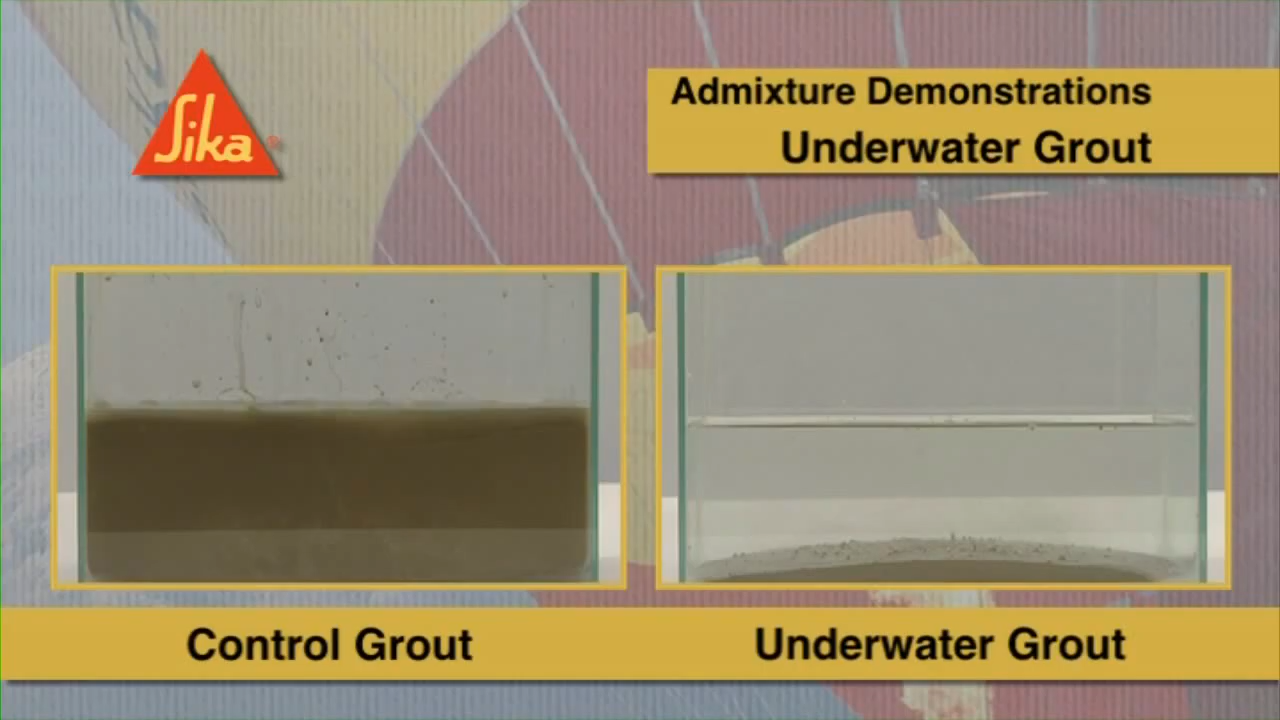 Sika®
Admixture Demonstrations
Underwater Grout
Control Grout
Underwater Grout